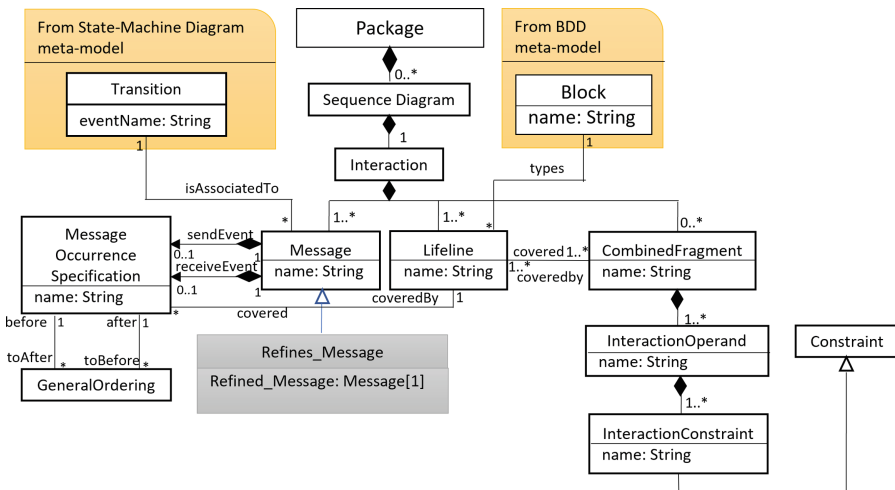 From State-Machine Diagram
meta-model
Transition
eventName: String
1
Package
0..*
Sequence Diagram
1
Interaction
From BDD
meta-model
Block
name: String
1
types
isAssociatedTo
*
1..*
1..*
*
0..*
Message
Occurrence
Specification
name: String
sendEvent
0..1
1
receiveEvent
0..1
1
Message
name: String
Lifeline
name: String
covered
1..*
1..*
coveredby
CombinedFragment
name: String
*
covered
coveredBy
1
before
1
after
1
toAfter
*
toBefore
*
GeneralOrdering
Refines_Message
Refined_Message: Message[1]
1..*
InteractionOperand
name: String
1..*
InteractionConstraint
name: String
Constraint